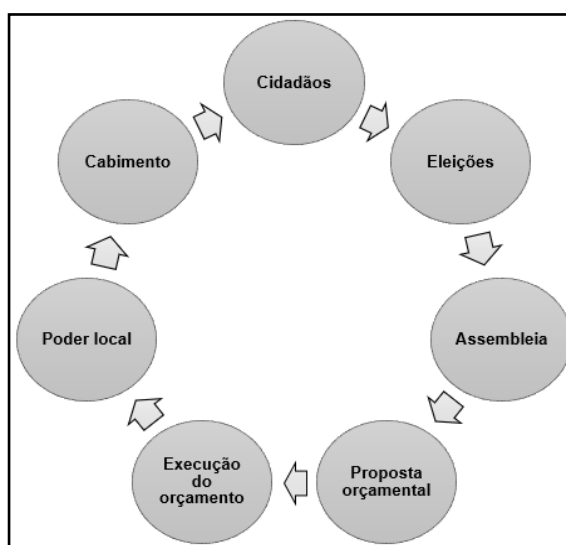 Cidadãos
Eleições
Assembleia
Proposta
orçamental
Execução
do
orçamento
Poder local
Cabimento